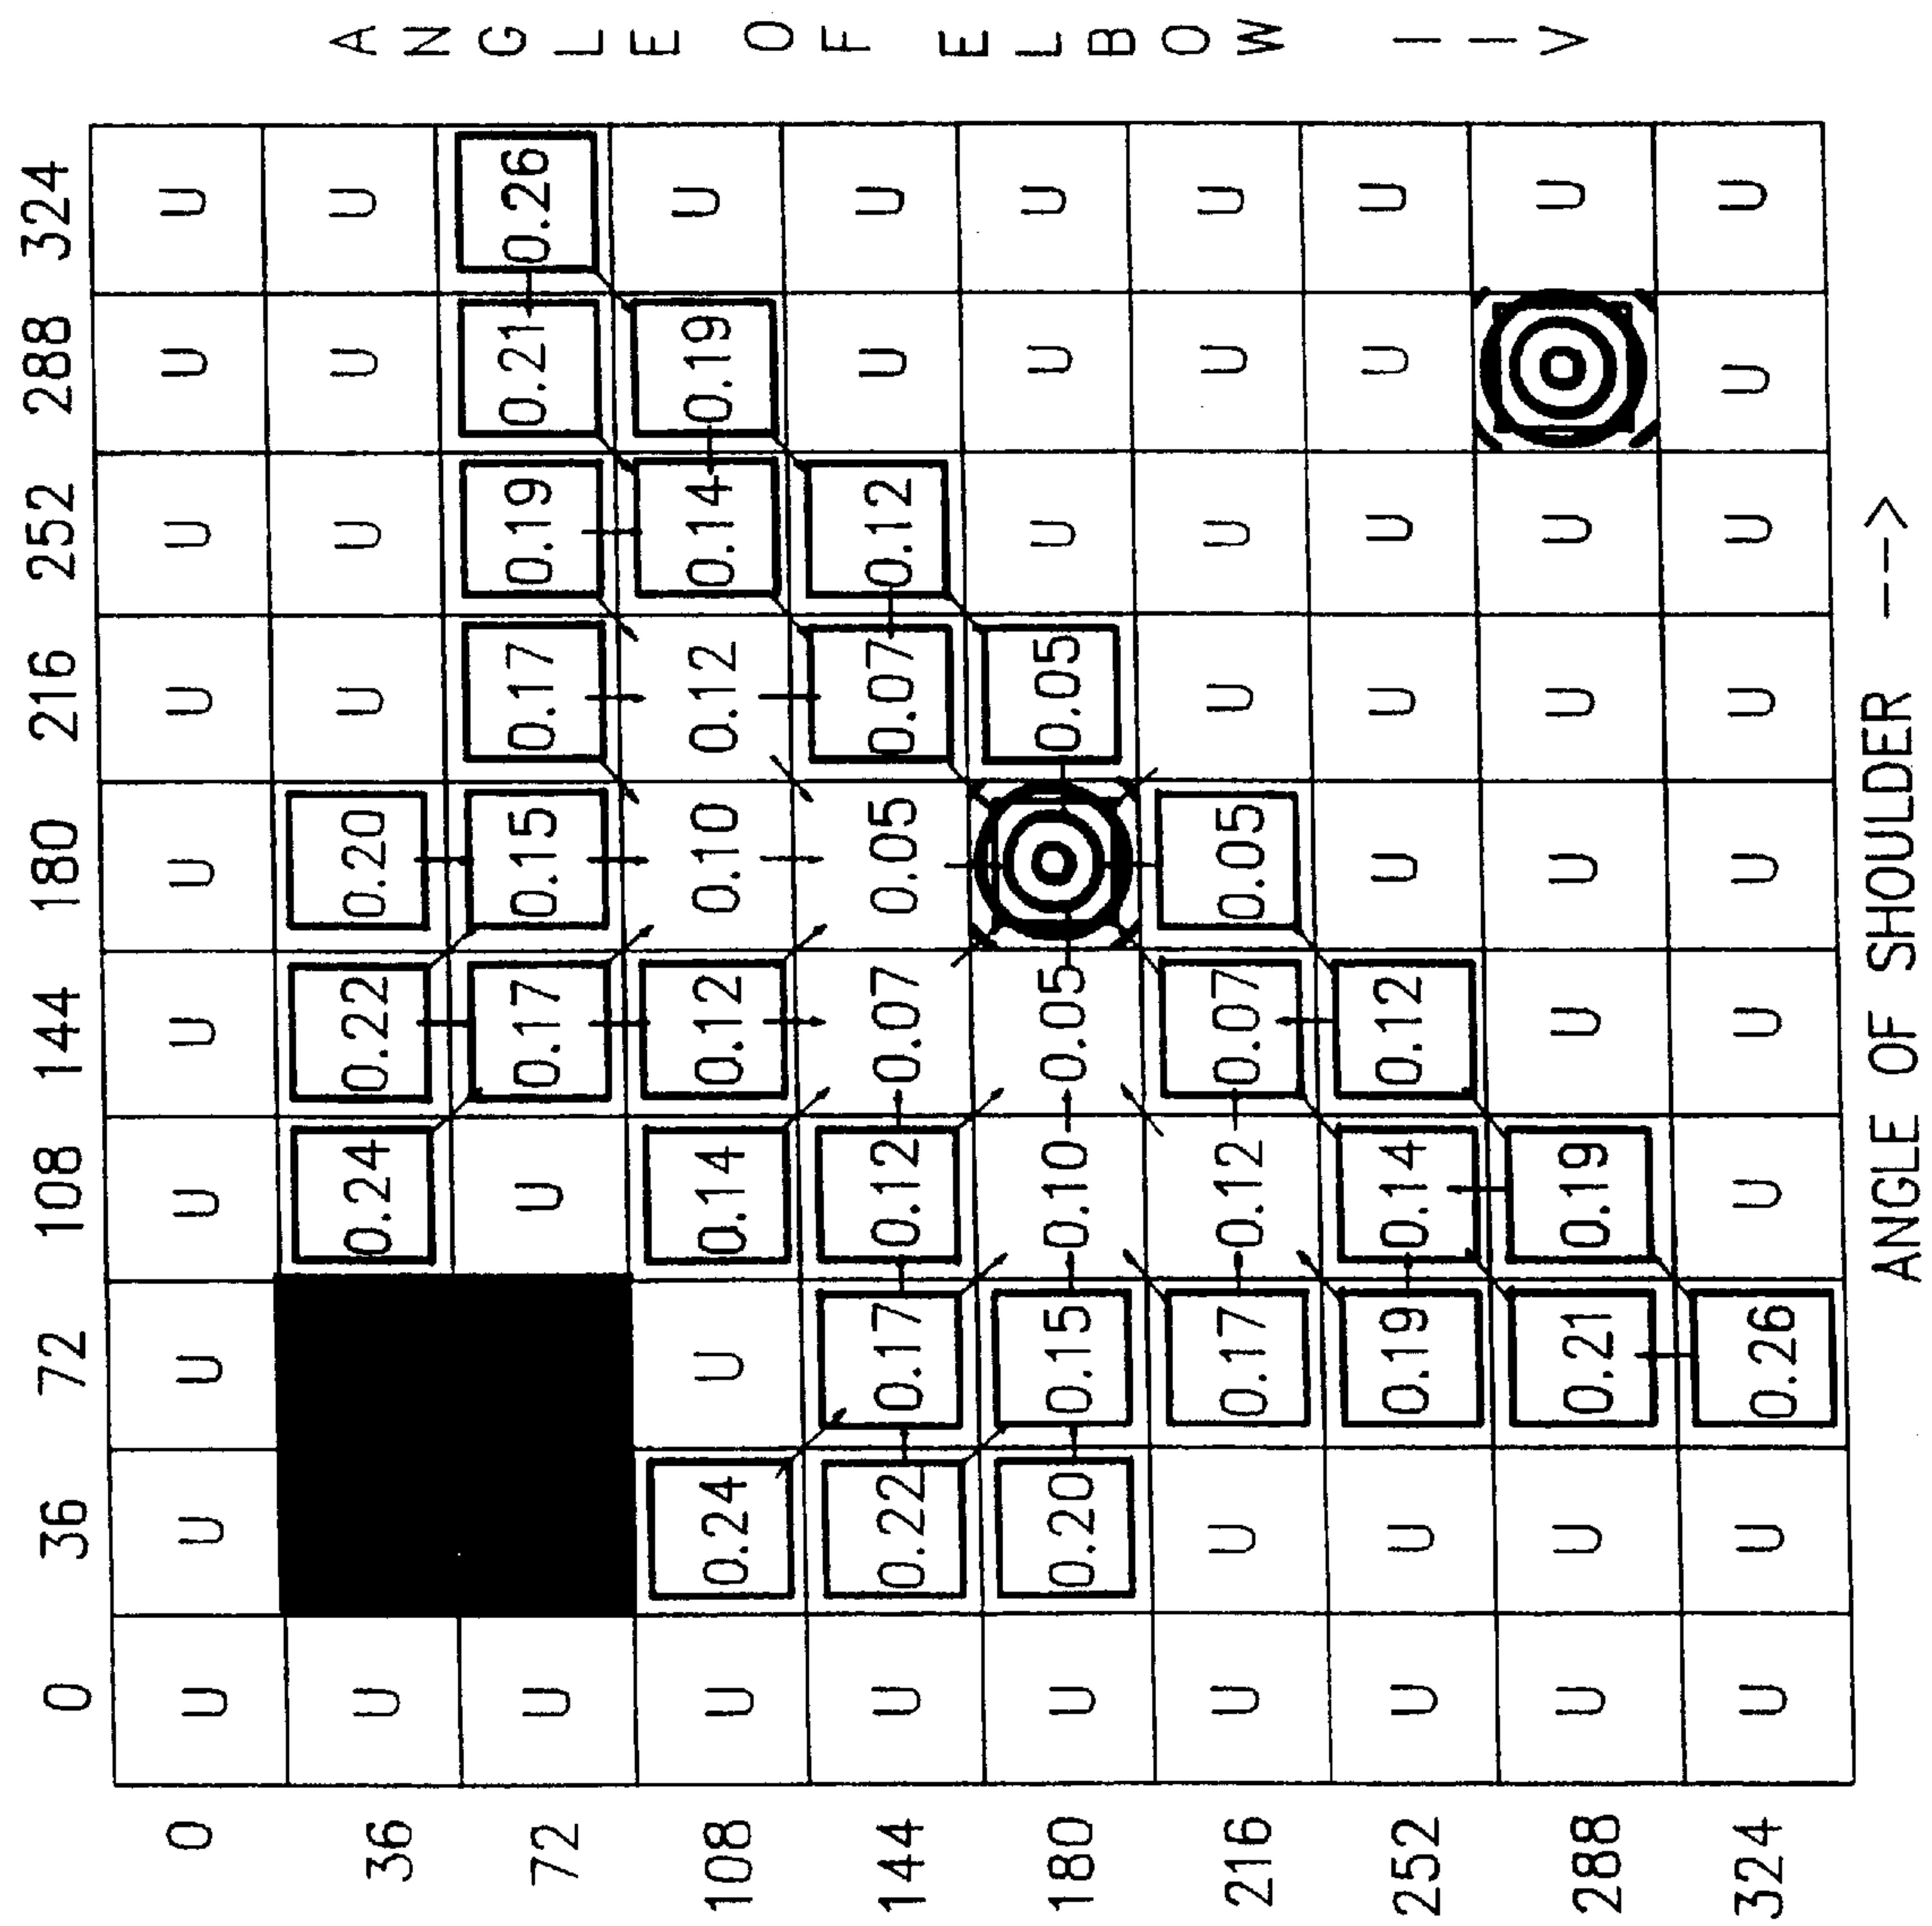 0 36 72 108 144 180 216 252 288 324
0 U U U U U U U U U U
36 U 0.24 0.22 0.20 U U U U
72 U U 0.17 0.15 0.17 0.19 0.21 0.26
108 U 0.24 U 0.14 0.12 0.10 0.12 0.14 0.19 U
144 U 0.22 0.17 0.12 0.07 0.05 0.07 0.12 U U
180 U 0.20 0.15 0.10 0.05 0.05 U U U
216 U U 0.17 0.12 0.07 0.05 U U U U
252 U U 0.19 0.14 0.12 U U U U U
288 U U 0.21 0.19 U U U U U
324 U U 0.26 U U U U U U U
ANGLE OF SHOULDER --->
ANGLE OF ELBOW | | V